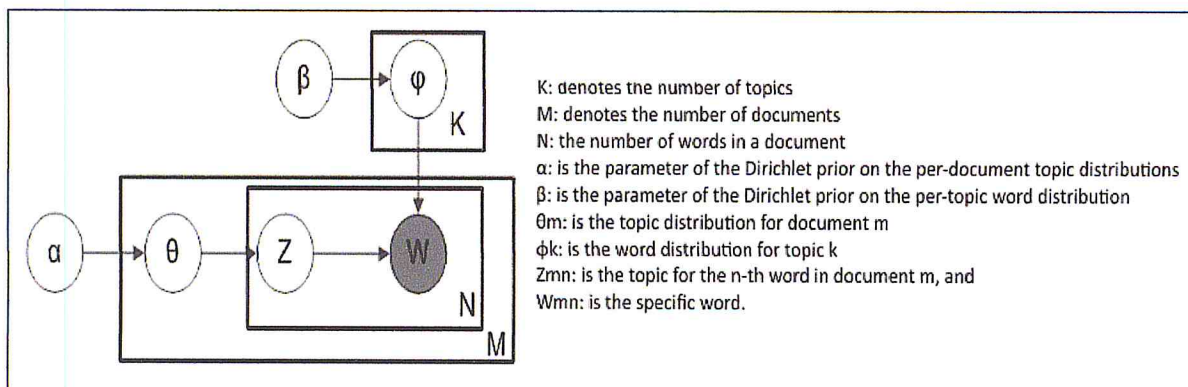 β
φ
K
α
θ
Z
W
N
M
K: denotes the number of topics
M: denotes the number of documents
N: the number of words in a document
α: is the parameter of the Dirichlet prior on the per-document topic distributions
β: is the parameter of the Dirichlet prior on the per-topic word distribution
θm: is the topic distribution for document m
ϕk: is the word distribution for topic k
Zmn: is the topic for the n-th word in document m, and
Wmn: is the specific word.